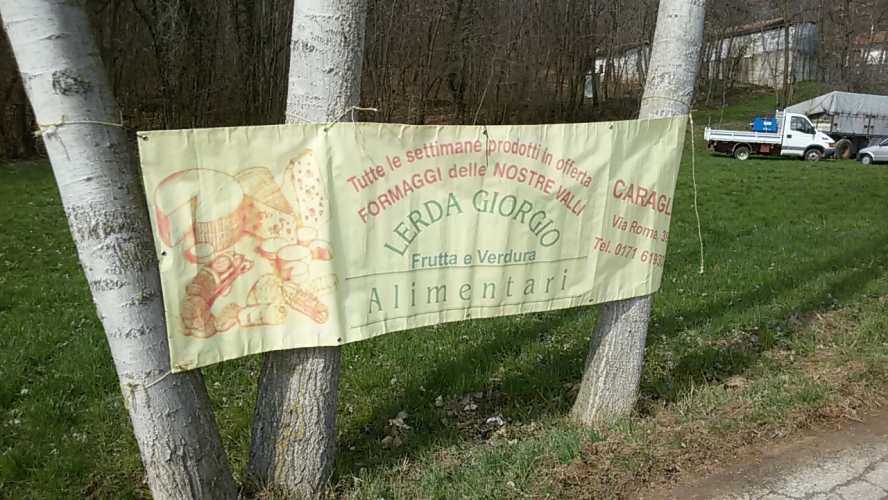 Tutte le settimane prodotti in offerta
FORMAGGI delle NOSTRE VALLI
LERDA GIORGIO
Frutta e Verdura
Alimentari
CARAGL
Via Roma, 3
Tel. 0171 6193